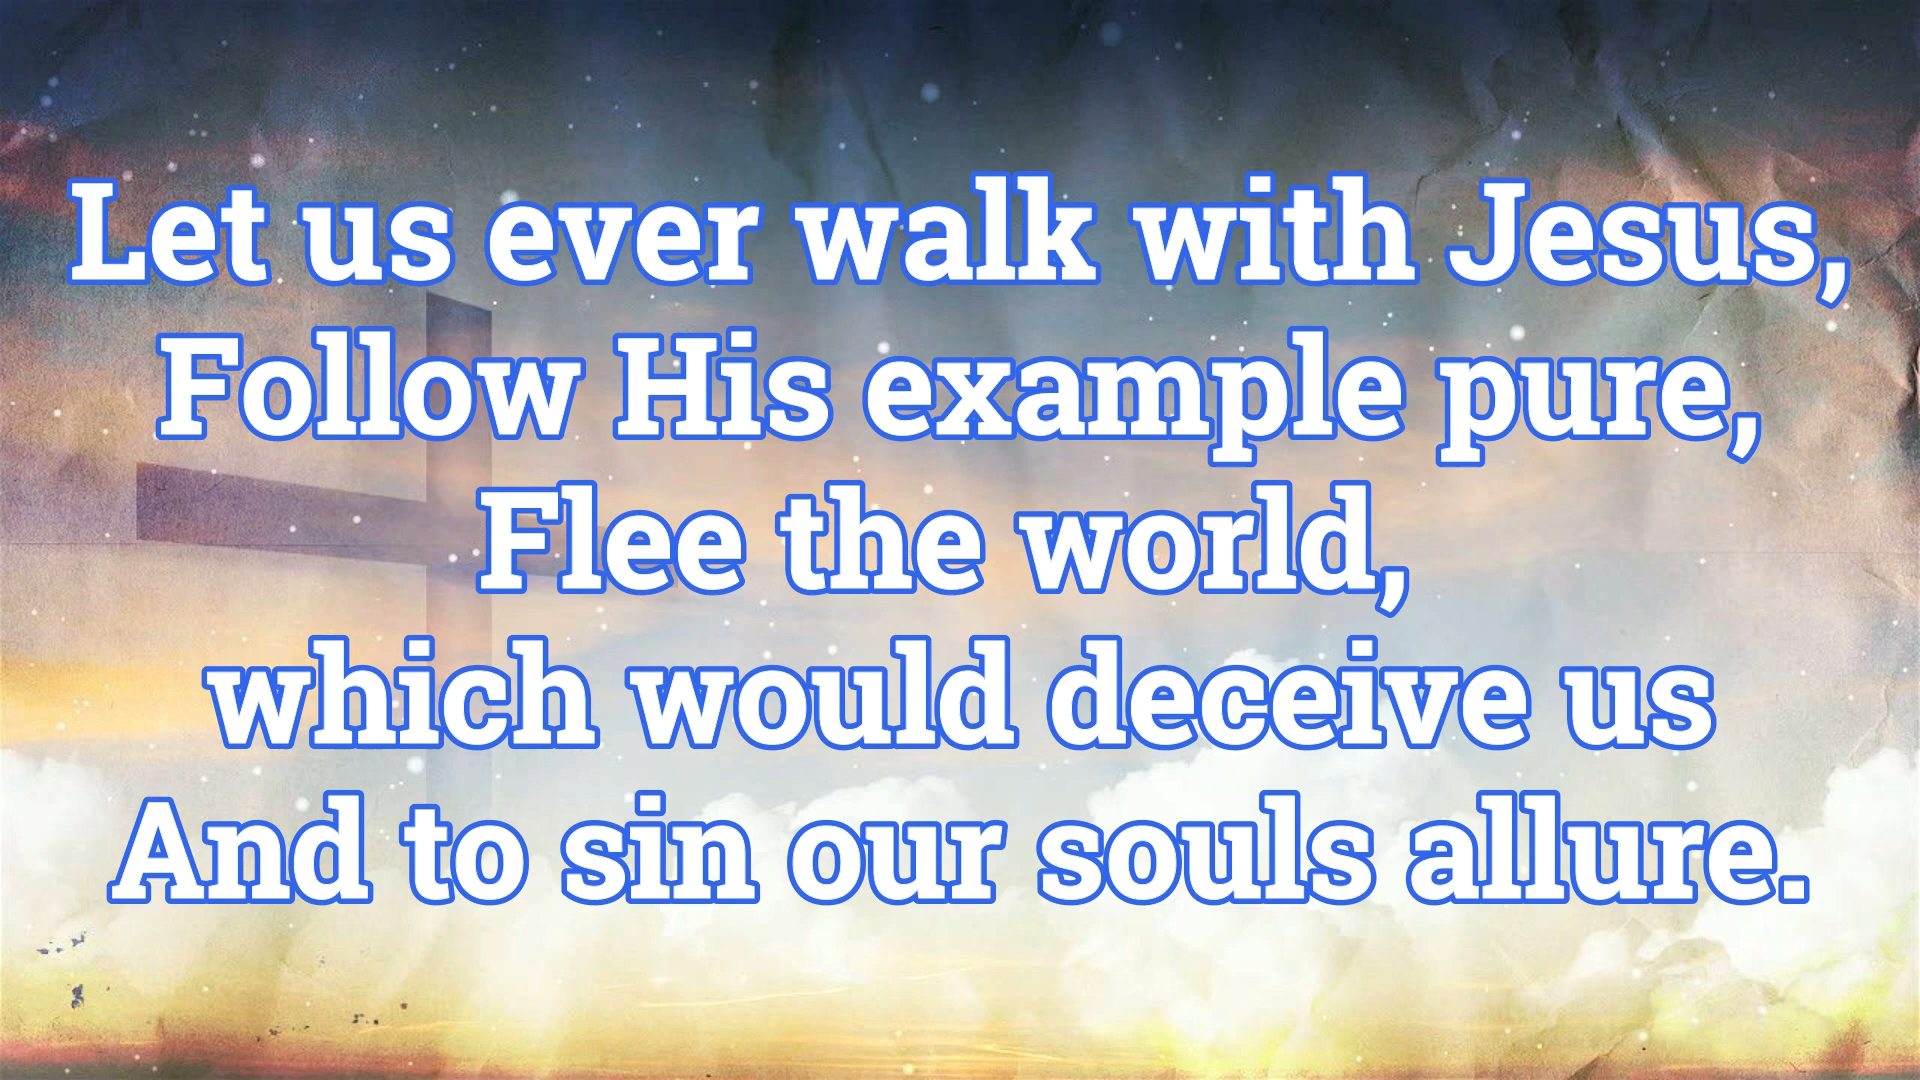 Let us ever walk with Jesus,
Follow His example pure,
Flee the world,
which would deceive us
And to sin our souls allure.